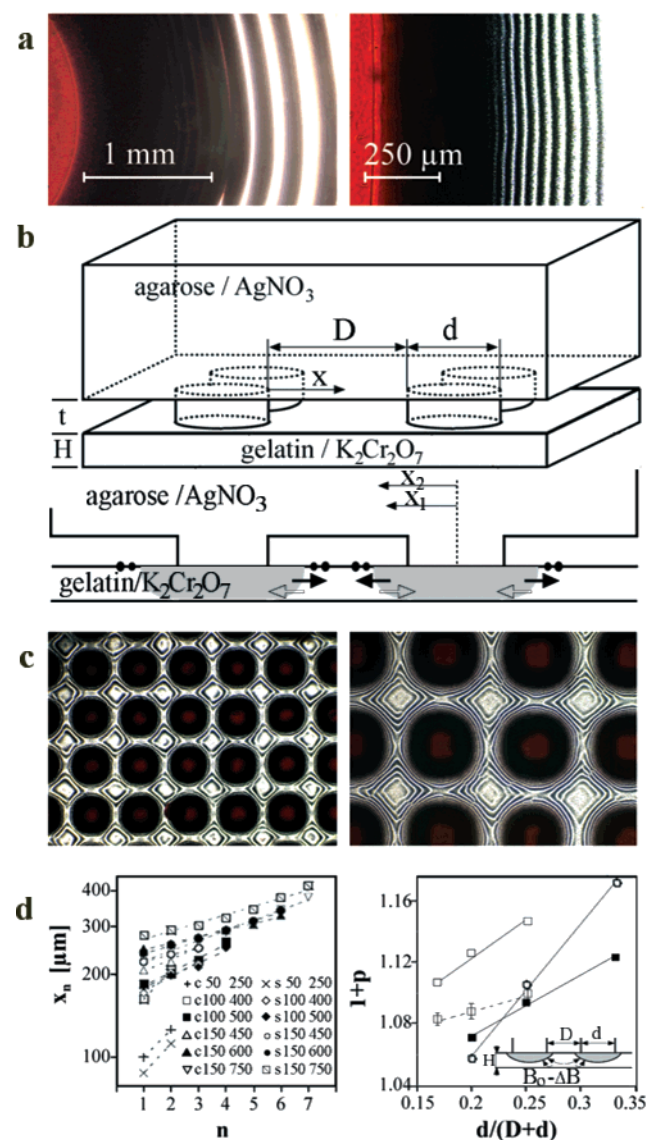 a
1 mm
250 μm
b
agarose / AgNO3
D
d
x
t
H
gelatin / K2Cr2O7
agarose /AgNO3
x2
x1
gelatin/K2Cr2O7
c
d
xn [μm]
400
300
200
100
1 2 3 4 5 6 7
n
+ c 50 250
× s 50 250
□ c100 400
◇ s100 400
■ c100 500
◆ s100 500
△ c150 450
○ s150 450
▲ c150 600
● s150 600
▽ c150 750
⍁ s150 750
1+p
1.16
1.12
1.08
1.04
0.15 0.2 0.25 0.3 0.35
d/(D+d)
D
d
H
Bo-ΔB